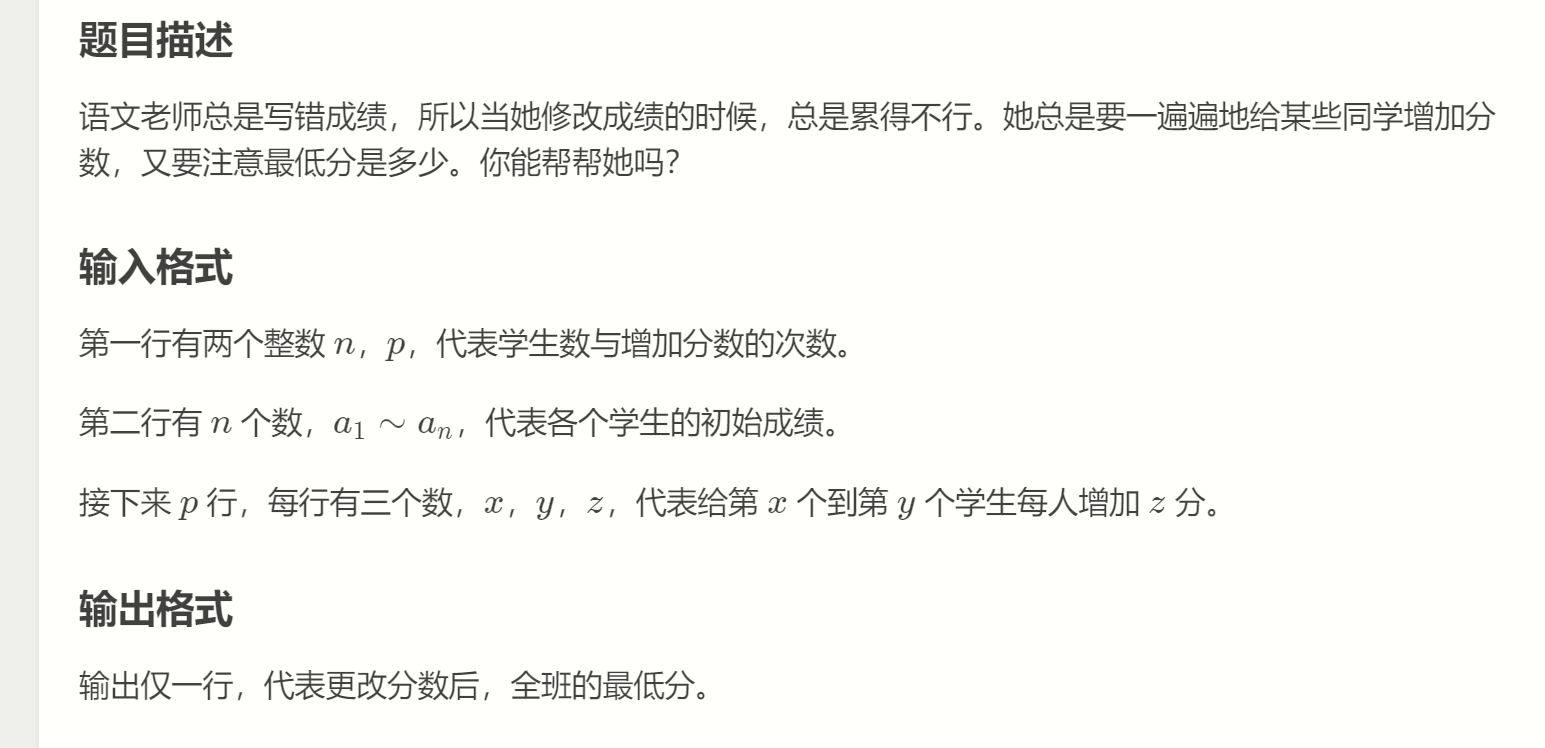 题目描述
语文老师总是写错成绩，所以当她修改成绩的时候，总是累得不行。她总是要一遍遍地给某些同学增加分
数，又要注意最低分是多少。你能帮帮她吗？
输入格式
第一行有两个整数 n，p，代表学生数与增加分数的次数。
第二行有 n 个数，a₁ ∼ aₙ，代表各个学生的初始成绩。
接下来 p 行，每行有三个数，x，y，z，代表给第 x 个到第 y 个学生每人增加 z 分。
输出格式
输出仅一行，代表更改分数后，全班的最低分。